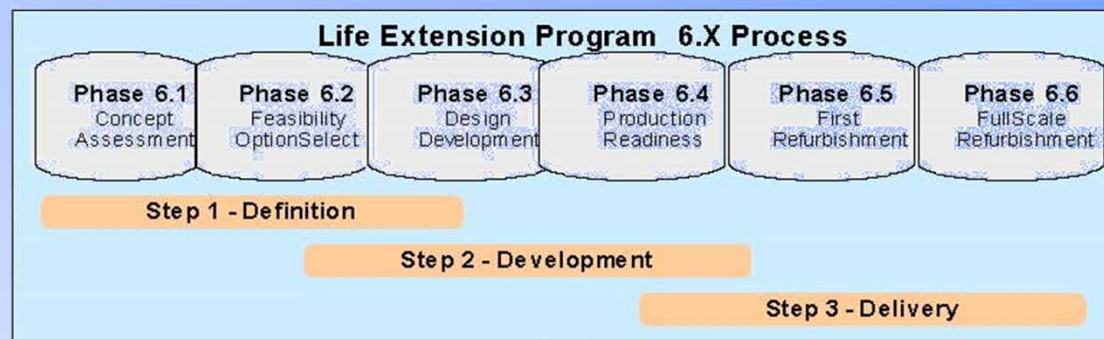 Life Extension Program 6.X Process
Phase 6.1
Concept
Assessment
Phase 6.2
Feasibility
OptionSelect
Phase 6.3
Design
Development
Phase 6.4
Production
Readiness
Phase 6.5
First
Refurbishment
Phase 6.6
FullScale
Refurbishment
Step 1 - Definition
Step 2 - Development
Step 3 - Delivery